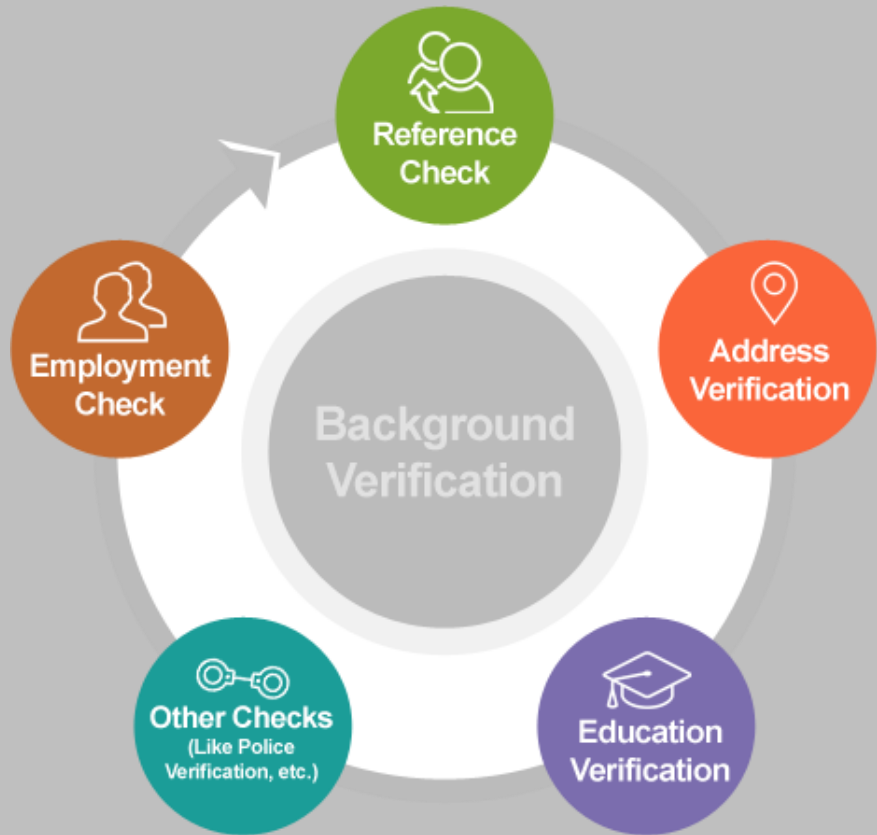 Reference
Check
Address
Verification
Education
Verification
Other Checks
(Like Police
Verification, etc.)
Employment
Check
Background
Verification